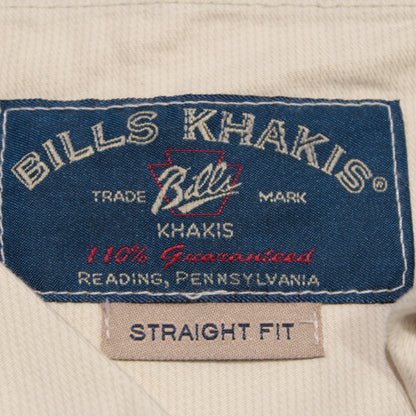 BILLS KHAKIS®
Bills
TRADE MARK
KHAKIS
110% Guaranteed
READING, PENNSYLVANIA
STRAIGHT FIT